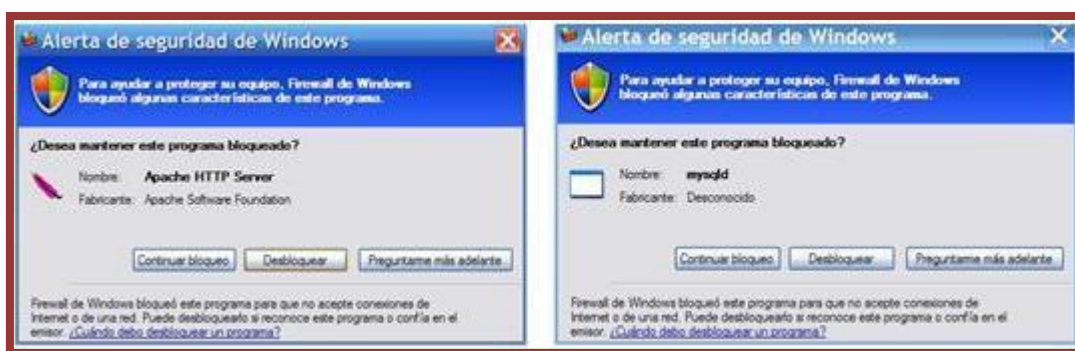 Alerta de seguridad de Windows
Para ayudar a proteger su equipo, Firewall de Windows
bloqueó algunas características de este programa.
¿Desea mantener este programa bloqueado?
Nombre: Apache HTTP Server
Fabricante: Apache Software Foundation
Continuar bloqueo
Desbloquear
Preguntarme más adelante
Firewall de Windows bloqueó este programa para que no acepte conexiones de
Internet o de una red. Puede desbloquearlo si reconoce este programa o confía en el
emisor. ¿Cuándo debo desbloquear un programa?
Alerta de seguridad de Windows
Para ayudar a proteger su equipo, Firewall de Windows
bloqueó algunas características de este programa.
¿Desea mantener este programa bloqueado?
Nombre: mysqld
Fabricante: Desconocido
Continuar bloqueo
Desbloquear
Preguntarme más adelante
Firewall de Windows bloqueó este programa para que no acepte conexiones de
Internet o de una red. Puede desbloquearlo si reconoce este programa o confía en el
emisor. ¿Cuándo debo desbloquear un programa?